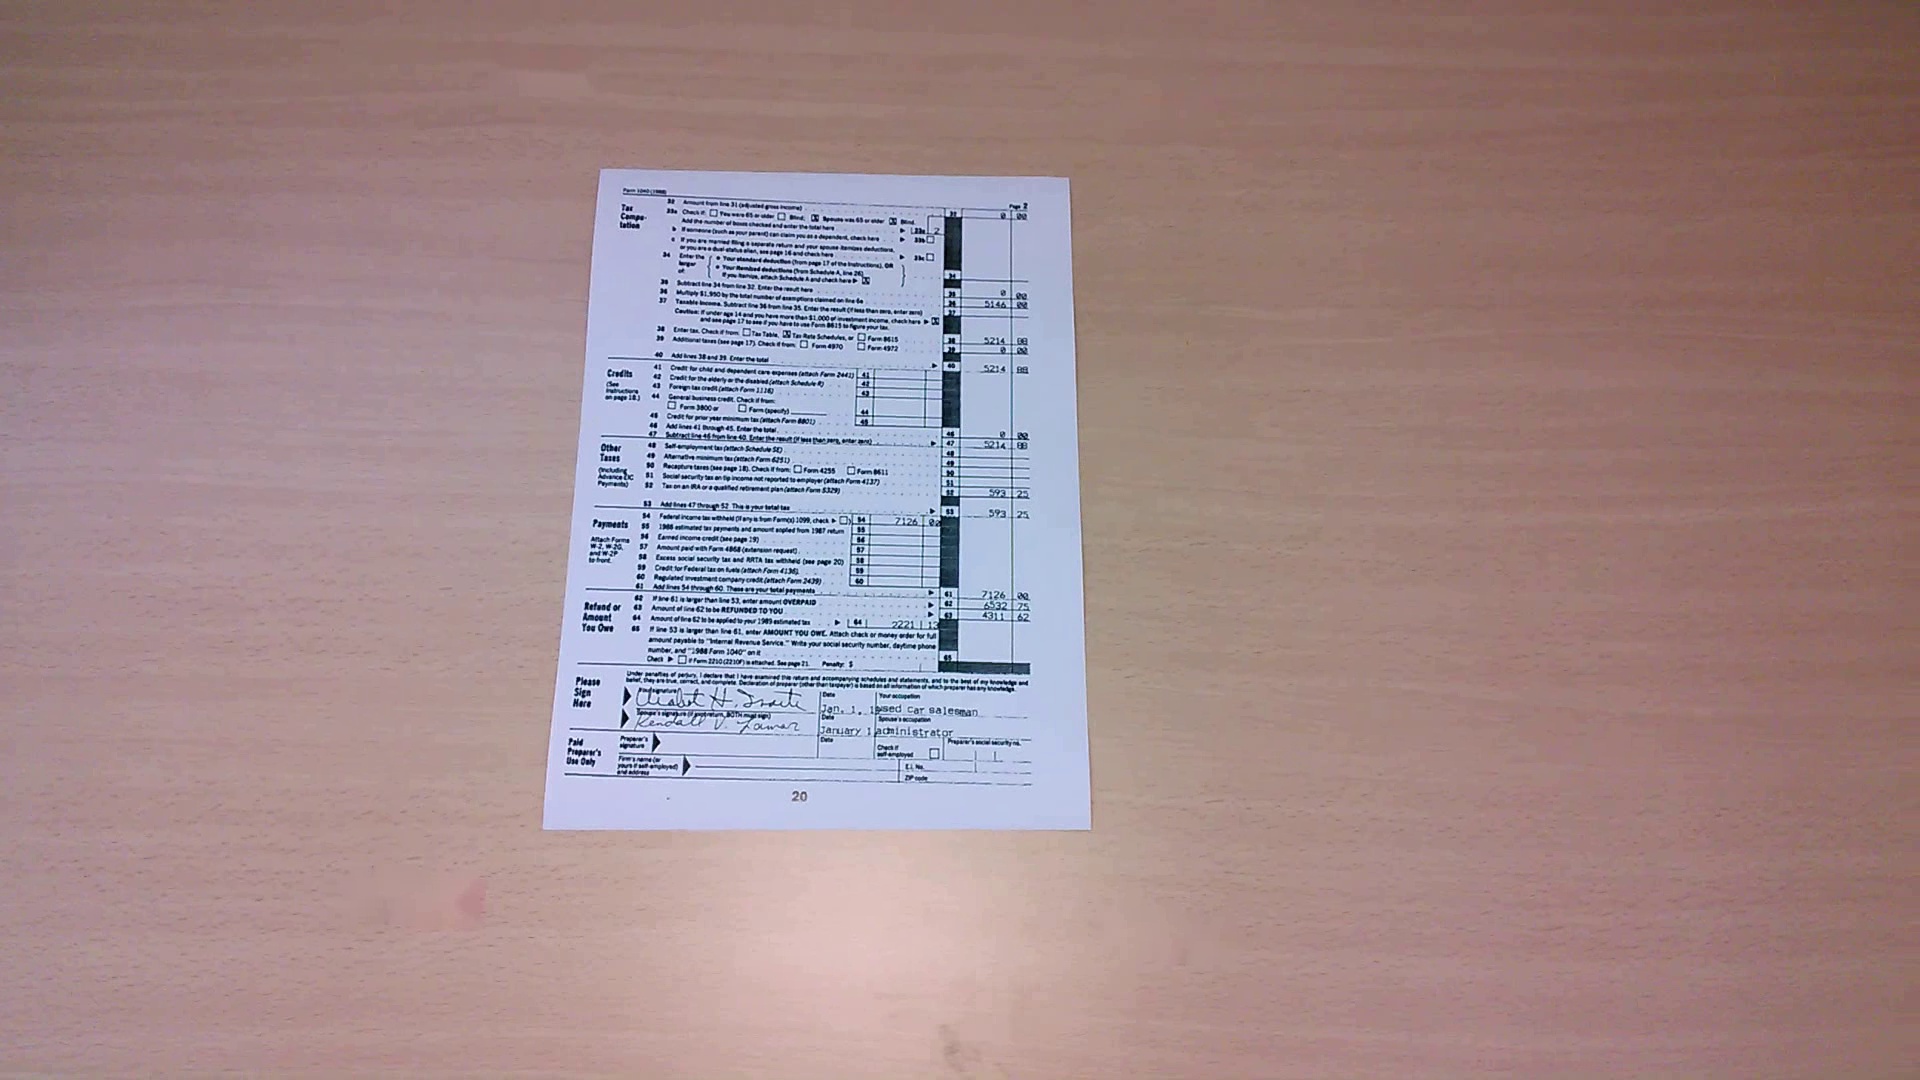 Form 1040 (1988) Page 2
Tax Compu-tation
32 Amount from line 31 (adjusted gross income) 32 0 00
33a Check if: You were 65 or older Blind; Spouse was 65 or older Blind.
Add the number of boxes checked and enter the total here 33a 2
b If someone (such as your parent) can claim you as a dependent, check here 33b
c If you are married filing a separate return and your spouse itemizes deductions,
or you are a dual-status alien, see page 16 and check here 33c
34 Enter the larger of:
• Your standard deduction (from page 17 of the Instructions), OR
• Your itemized deductions (from Schedule A, line 26).
If you itemize, attach Schedule A and check here 34
35 Subtract line 34 from line 32. Enter the result here 35 0 00
36 Multiply $1,950 by the total number of exemptions claimed on line 6e 36 5146 00
37 Taxable income. Subtract line 36 from line 35. Enter the result (if less than zero, enter zero) 37
Caution: If under age 14 and you have more than $1,000 of investment income, check here
and see page 17 to see if you have to use Form 8615 to figure your tax.
38 Enter tax. Check if from: Tax Table, Tax Rate Schedules, or Form 8615 38 5214 88
39 Additional taxes (see page 17). Check if from: Form 4970 Form 4972 39 0 00
40 Add lines 38 and 39. Enter the total 40 5214 88
Credits
(See Instructions on page 18.)
41 Credit for child and dependent care expenses (attach Form 2441) 41
42 Credit for the elderly or the disabled (attach Schedule R) 42
43 Foreign tax credit (attach Form 1116) 43
44 General business credit. Check if from:
Form 3800 or Form (specify) 44
45 Credit for prior year minimum tax (attach Form 8801) 45
46 Add lines 41 through 45. Enter the total 46 0 00
47 Subtract line 46 from line 40. Enter the result (if less than zero, enter zero) 47 5214 88
Other Taxes
(Including Advance EIC Payments)
48 Self-employment tax (attach Schedule SE) 48
49 Alternative minimum tax (attach Form 6251) 49
50 Recapture taxes (see page 18). Check if from: Form 4255 Form 8611 50
51 Social security tax on tip income not reported to employer (attach Form 4137) 51
52 Tax on an IRA or a qualified retirement plan (attach Form 5329) 52 593 25
53 Add lines 47 through 52. This is your total tax 53 593 25
Payments
Attach Forms W-2, W-2G, and W-2P to front.
54 Federal income tax withheld (if any is from Form(s) 1099, check) 54 7126 00
55 1988 estimated tax payments and amount applied from 1987 return 55
56 Earned income credit (see page 19) 56
57 Amount paid with Form 4868 (extension request) 57
58 Excess social security tax and RRTA tax withheld (see page 20) 58
59 Credit for Federal tax on fuels (attach Form 4136) 59
60 Regulated investment company credit (attach Form 2439) 60
61 Add lines 54 through 60. These are your total payments 61 7126 00
Refund or Amount You Owe
62 If line 61 is larger than line 53, enter amount OVERPAID 62 6532 75
63 Amount of line 62 to be REFUNDED TO YOU 63 4311 62
64 Amount of line 62 to be applied to your 1989 estimated tax 64 2221 13
65 If line 53 is larger than line 61, enter AMOUNT YOU OWE. Attach check or money order for full
amount payable to "Internal Revenue Service." Write your social security number, daytime phone
number, and "1988 Form 1040" on it 65
Check if Form 2210 (2210F) is attached. See page 21. Penalty: $
Please Sign Here
Under penalties of perjury, I declare that I have examined this return and accompanying schedules and statements, and to the best of my knowledge and
belief, they are true, correct, and complete. Declaration of preparer (other than taxpayer) is based on all information of which preparer has any knowledge.
Your signature Date Your occupation
H. Jan. 1, 1 used car salesman
Spouse's signature (if joint return, BOTH must sign) Date Spouse's occupation
Kendall V. Lamar January 1 administrator
Paid Preparer's Use Only
Preparer's signature Date Check if self-employed Preparer's social security no.
Firm's name (or yours if self-employed) and address E.I. No.
ZIP code
20